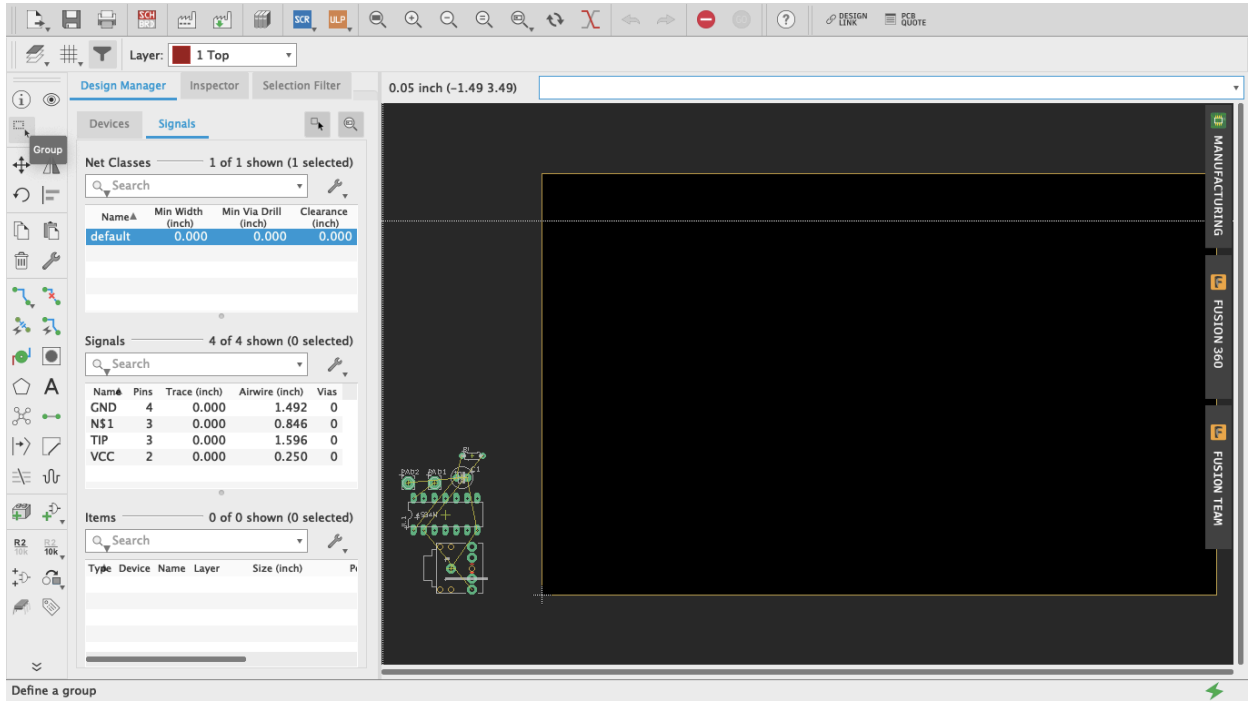 SCH
BRD
SCR
ULP
DESIGN
LINK
PCB
QUOTE
Layer: 1 Top
Design Manager Inspector Selection Filter
0.05 inch (-1.49 3.49)
Devices Signals
Group
Net Classes 1 of 1 shown (1 selected)
Search
Name Min Width (inch) Min Via Drill (inch) Clearance (inch)
default 0.000 0.000 0.000
Signals 4 of 4 shown (0 selected)
Search
Name Pins Trace (inch) Airwire (inch) Vias
GND 4 0.000 1.492 0
N$1 3 0.000 0.846 0
TIP 3 0.000 1.596 0
VCC 2 0.000 0.250 0
Items 0 of 0 shown (0 selected)
Search
Type Device Name Layer Size (inch)
R2
10k
R2
10k
PAD2 PAD1
MANUFACTURING
FUSION 360
FUSION TEAM
Define a group